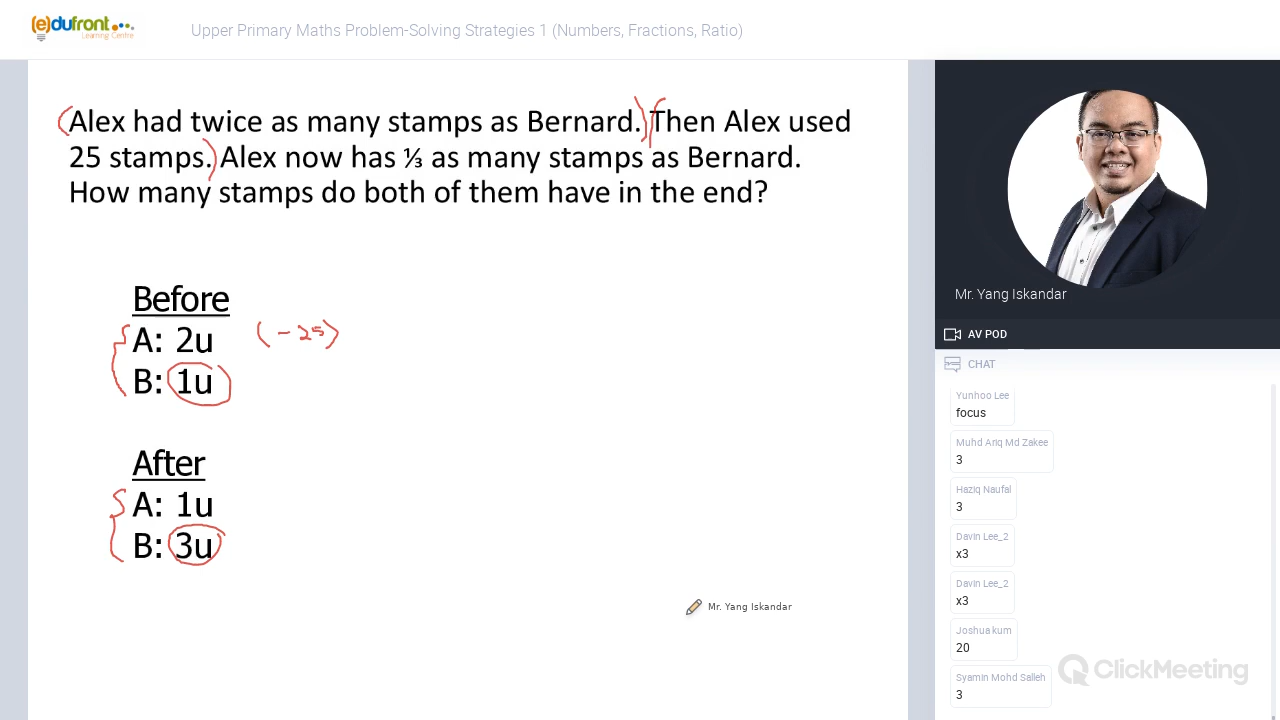 (e)dufront
Learning Centre
Upper Primary Maths Problem-Solving Strategies 1 (Numbers, Fractions, Ratio)
Alex had twice as many stamps as Bernard. Then Alex used
25 stamps. Alex now has ⅓ as many stamps as Bernard.
How many stamps do both of them have in the end?
Before
A: 2u (- 25)
B: 1u
After
A: 1u
B: 3u
Mr. Yang Iskandar
Mr. Yang Iskandar
AV POD
CHAT
Yunhoo Lee
focus
Muhd Ariq Md Zakee
3
Haziq Naufal
3
Davin Lee_2
x3
Davin Lee_2
x3
Joshua kum
20
Syamin Mohd Salleh
3
ClickMeeting